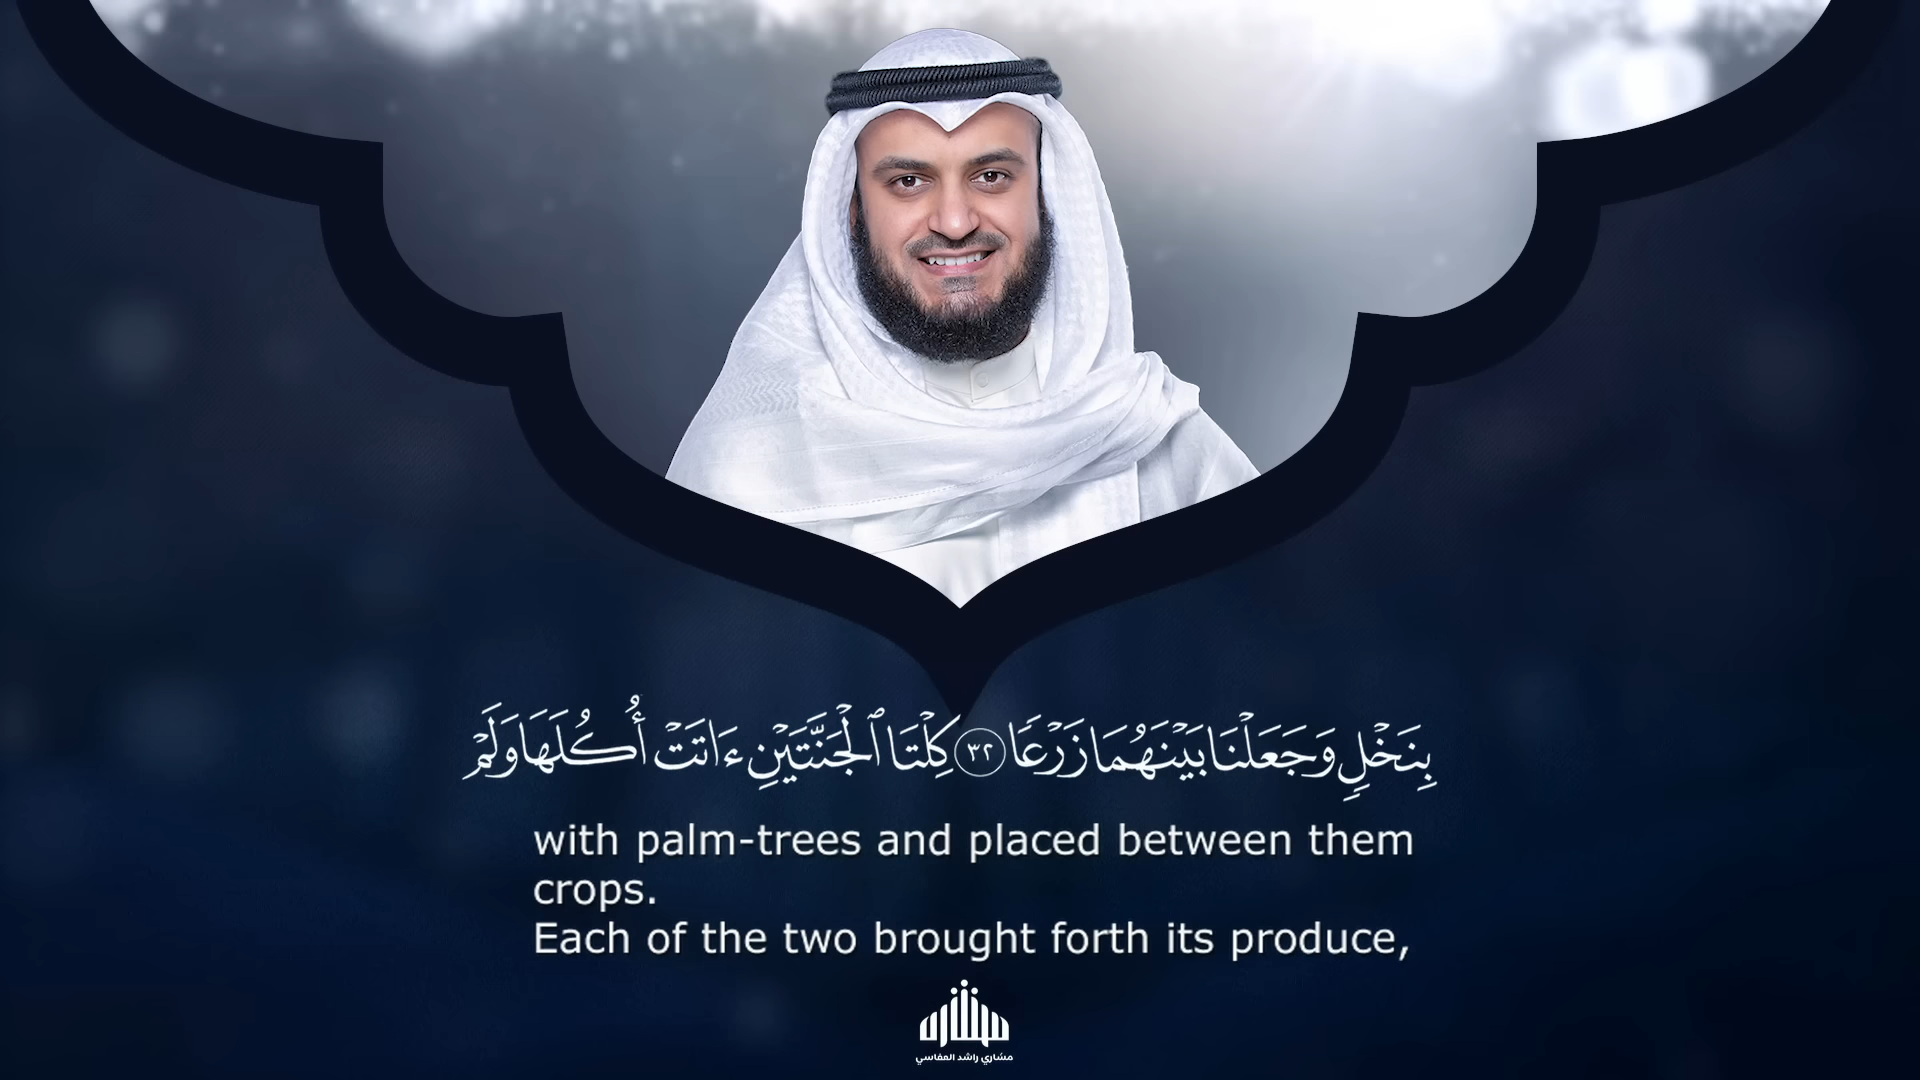 بِنَخْلٍ وَجَعَلْنَا بَيْنَهُمَا زَرْعًا ۝٣٢ كِلْتَا ٱلْجَنَّتَيْنِ ءَاتَتْ أُكُلَهَا وَلَمْ
with palm-trees and placed between them
crops.
Each of the two brought forth its produce,
مشاري راشد العفاسي